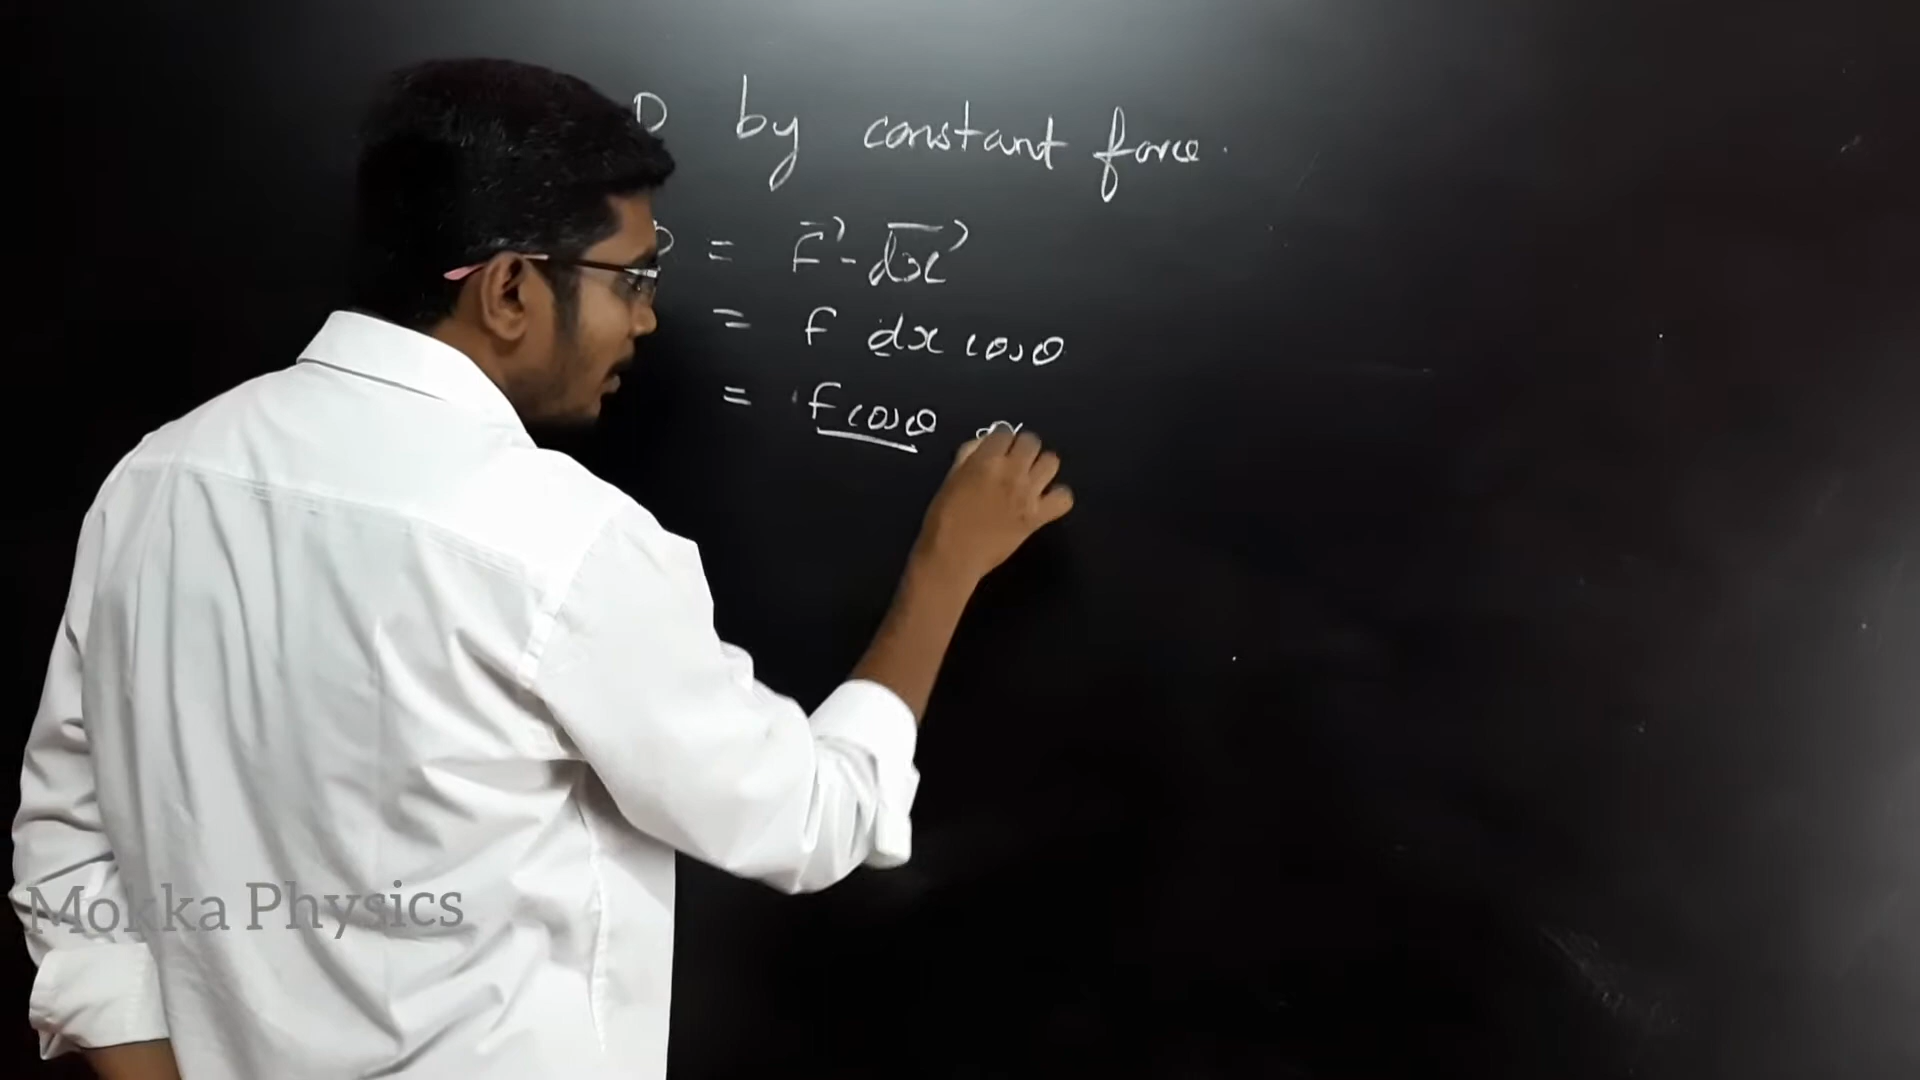 D by constant force.
D = F⃗ - dx⃗
= F dx cosθ
= F cosθ
Mokka Physics